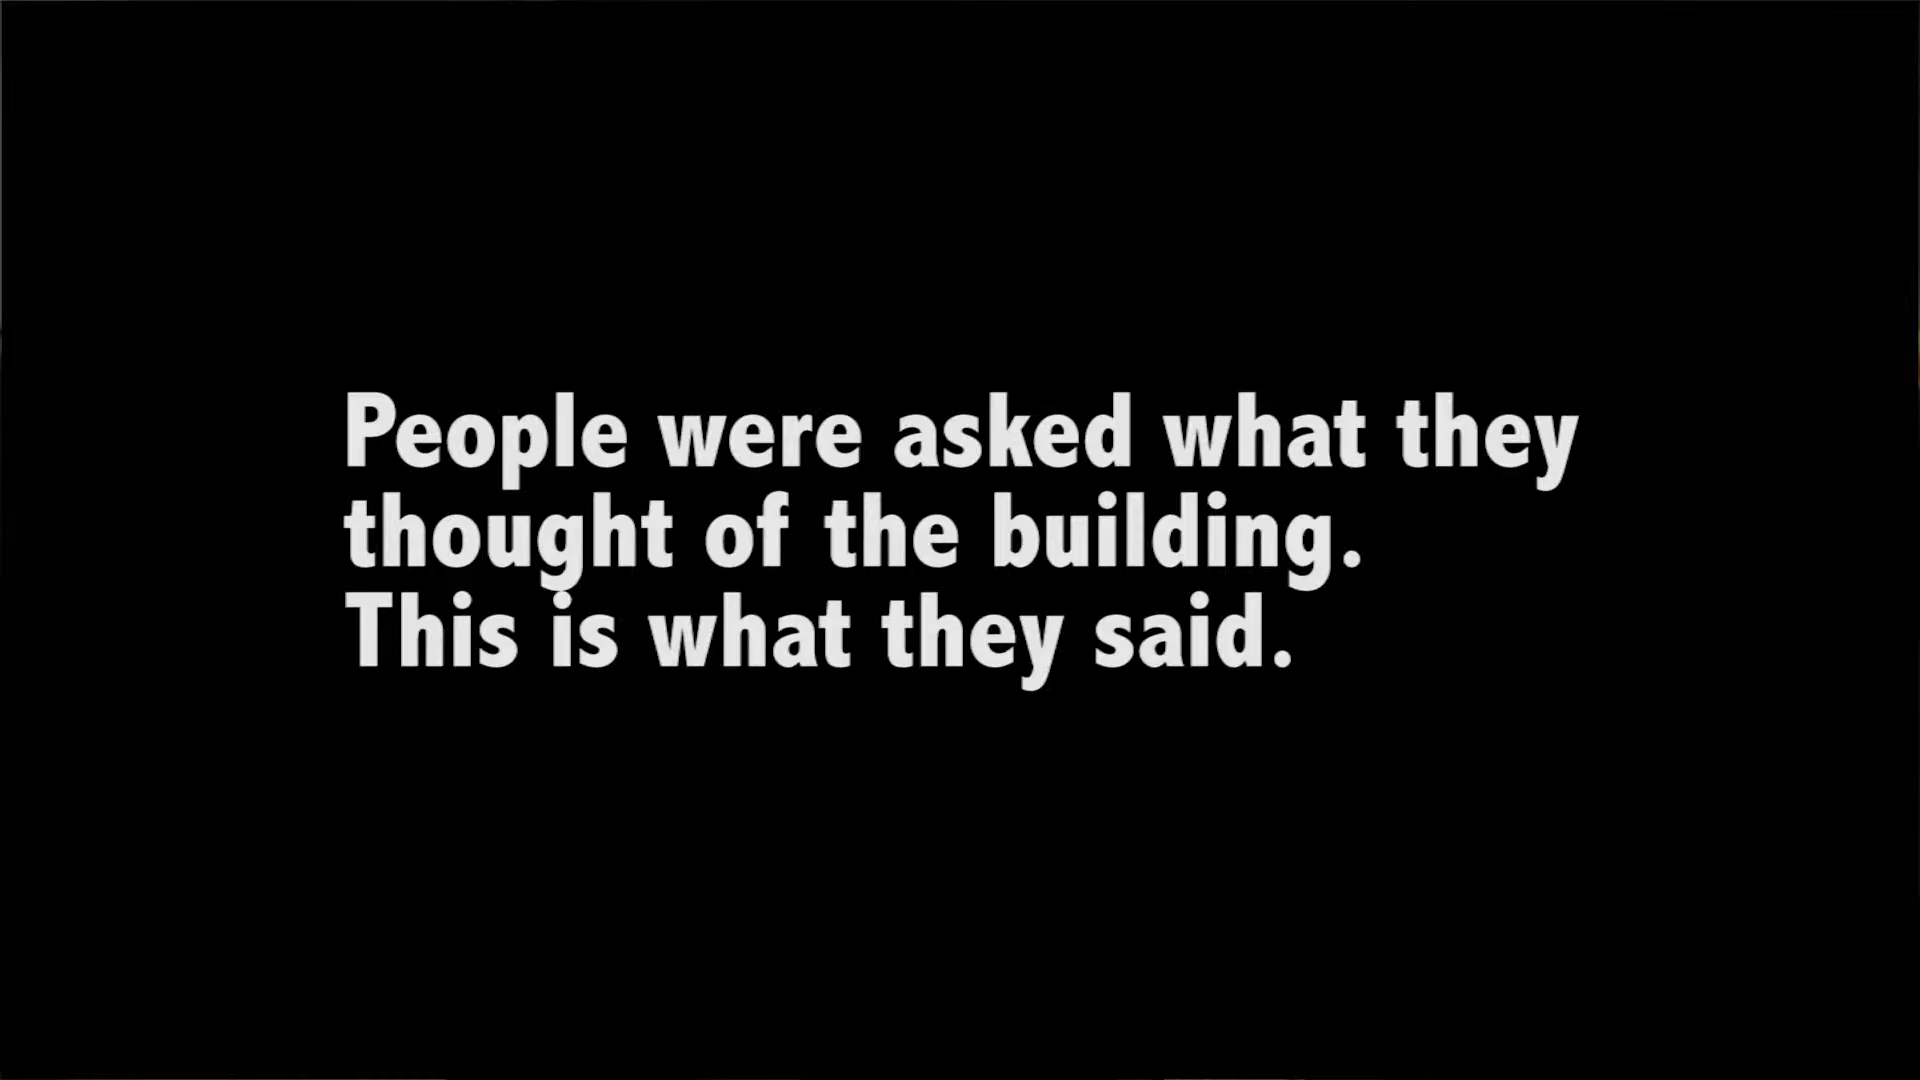 People were asked what they
thought of the building.
This is what they said.